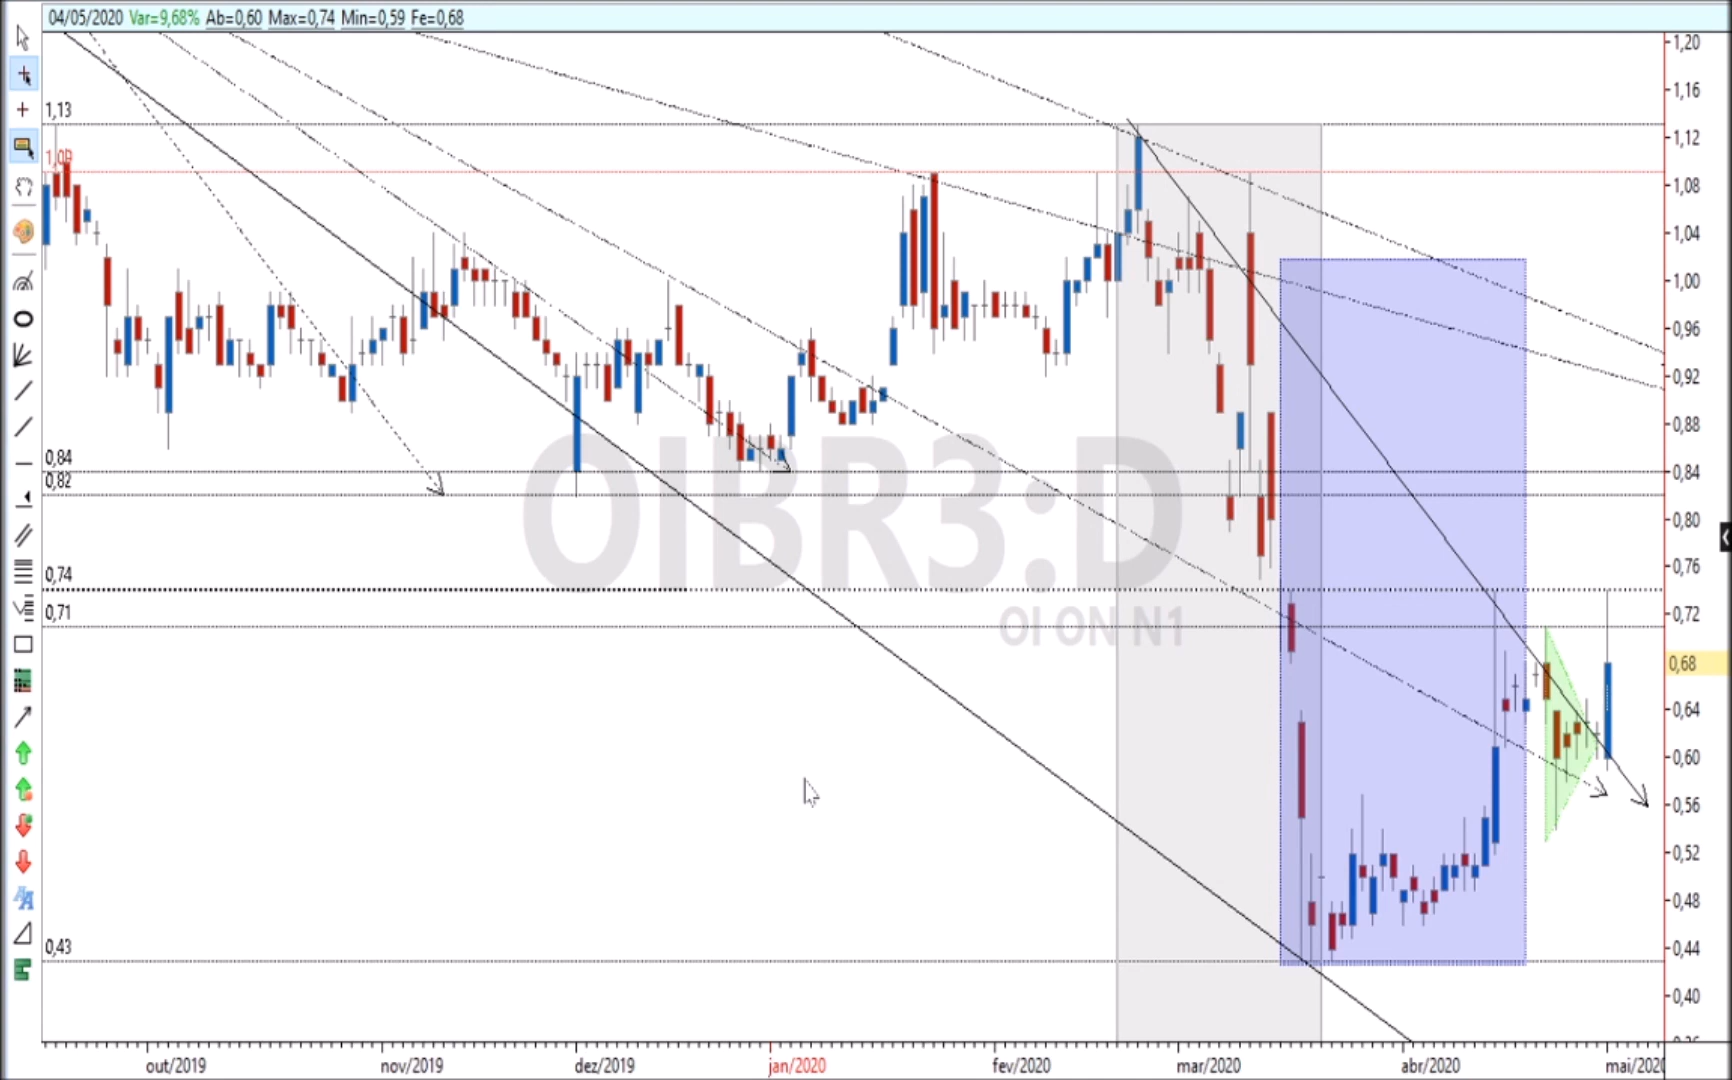 04/05/2020 Var=9,68% Ab=0,60 Max=0,74 Min=0,59 Fe=0,68
1,20
1,16
1,13
1,12
1,09
1,08
1,04
1,00
0,96
0,92
0,88
0,84
0,84
0,82
0,80
0,76
0,74
0,72
0,71
0,68
0,64
0,60
0,56
0,52
0,48
0,44
0,43
0,40
OIBR3:D
OI ON N1
out/2019
nov/2019
dez/2019
jan/2020
fev/2020
mar/2020
abr/2020
mai/2020